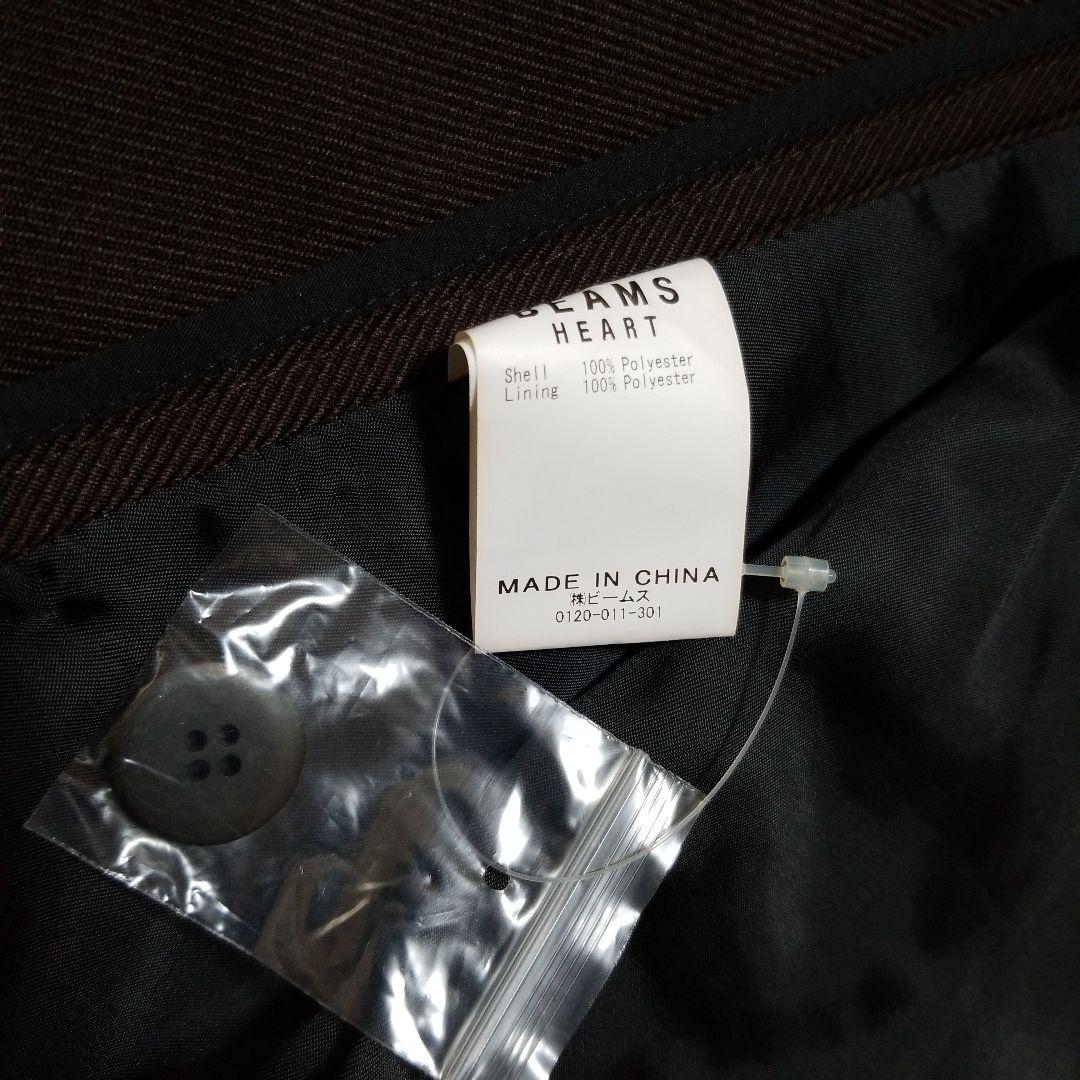 BEAMS
HEART
Shell 100% Polyester
Lining 100% Polyester
MADE IN CHINA
㈱ビームス
0120-011-301